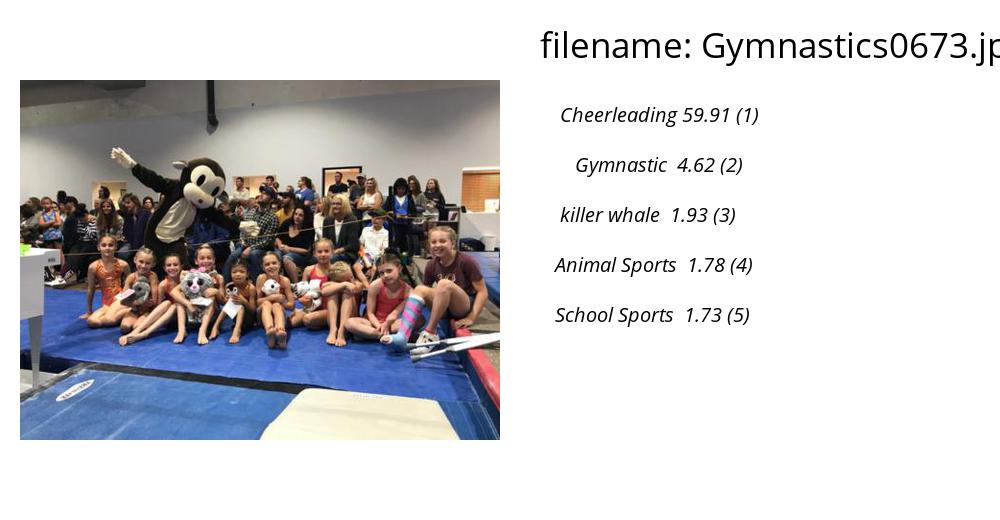 filename: Gymnastics0673.jp
Cheerleading 59.91 (1)
Gymnastic 4.62 (2)
killer whale 1.93 (3)
Animal Sports 1.78 (4)
School Sports 1.73 (5)